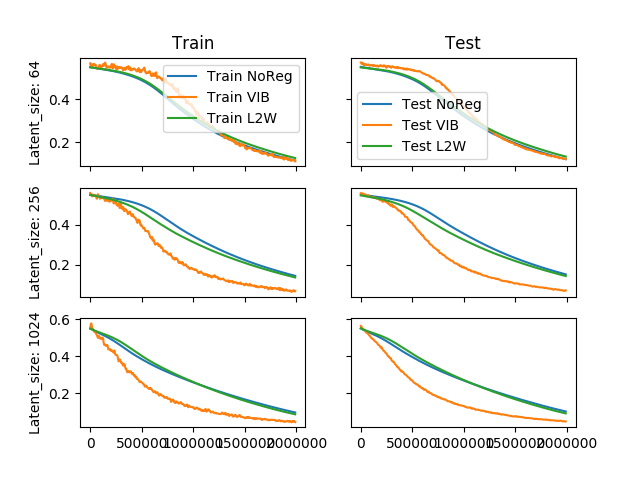 Train
Test
Latent_size: 64
0.4
0.2
Train NoReg
Train VIB
Train L2W
Test NoReg
Test VIB
Test L2W
Latent_size: 256
0.4
0.2
Latent_size: 1024
0.6
0.4
0.2
0 500000 1000000 1500000 2000000
0 500000 1000000 1500000 2000000